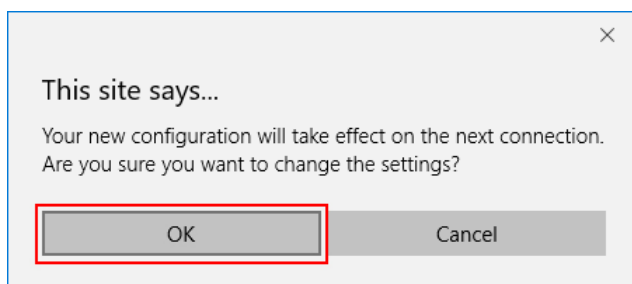 This site says...
Your new configuration will take effect on the next connection.
Are you sure you want to change the settings?
OK
Cancel